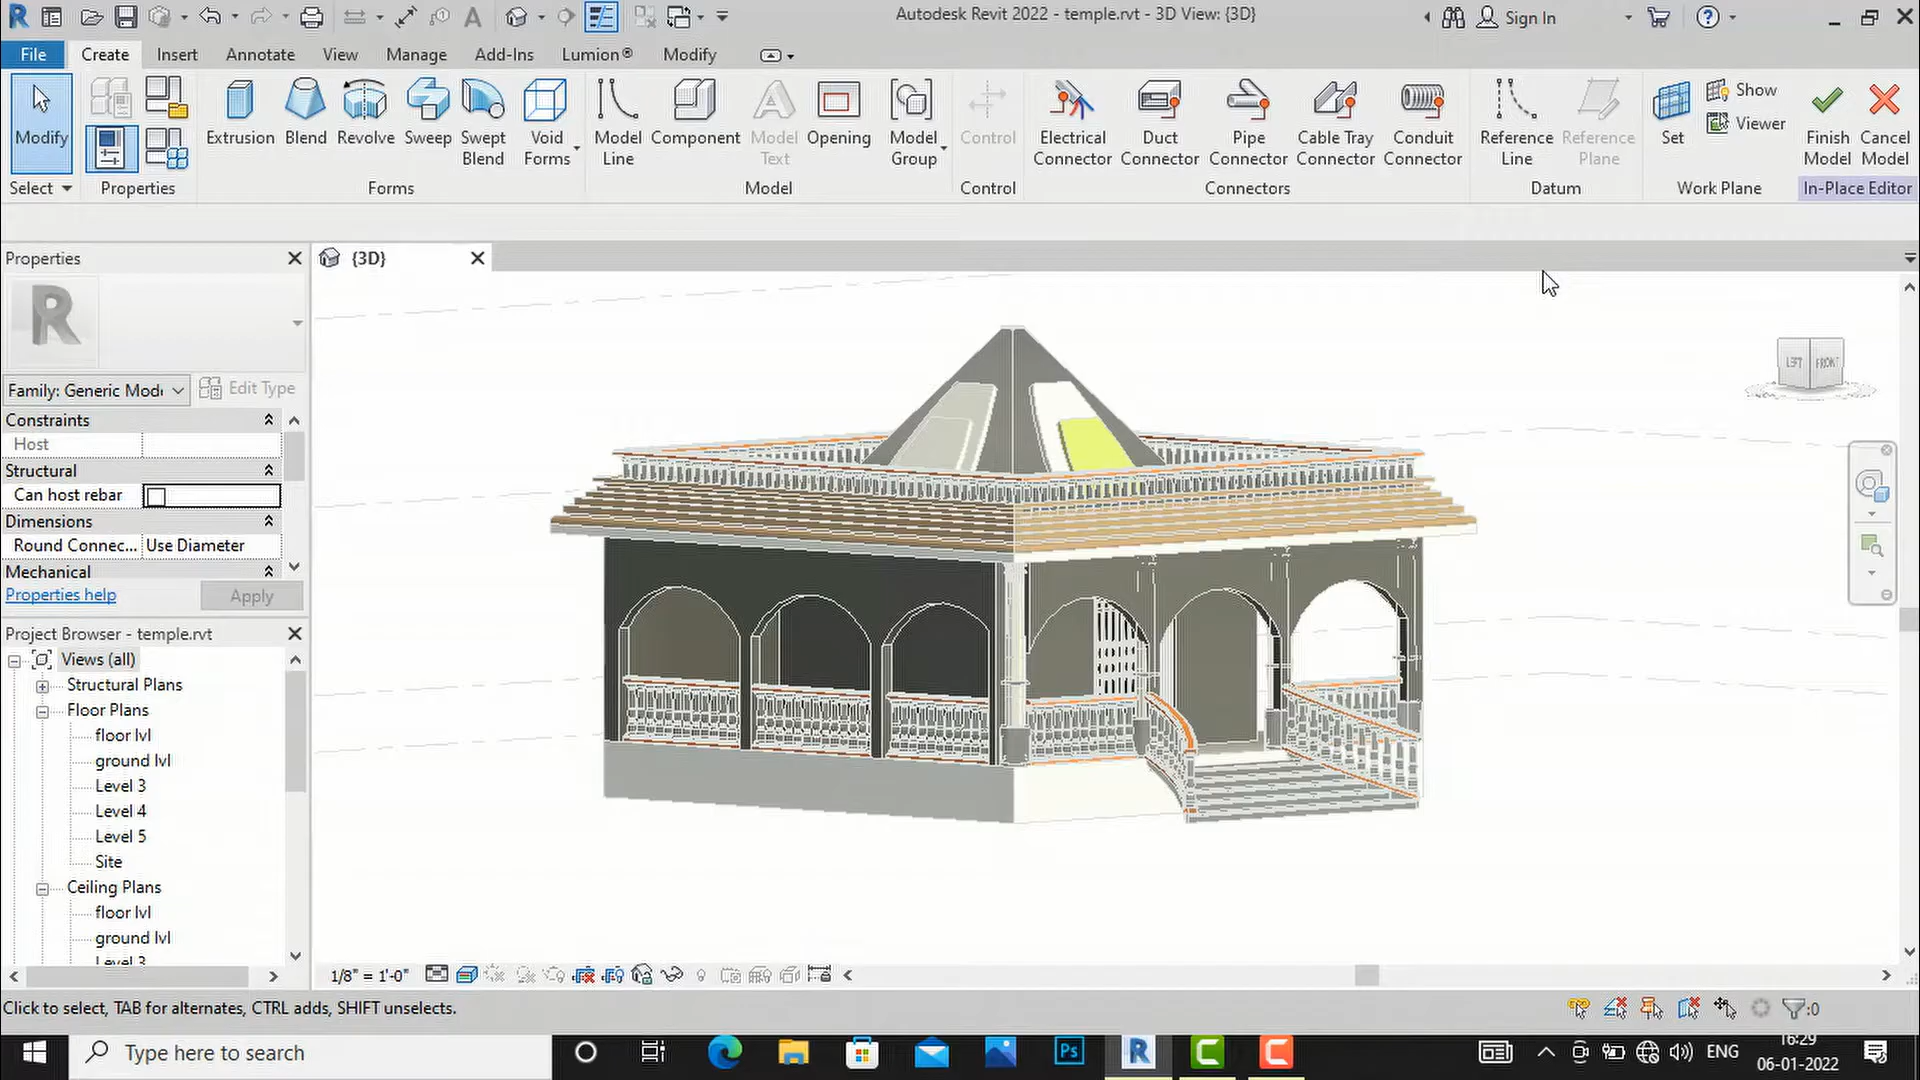 Autodesk Revit 2022 - temple.rvt - 3D View: {3D}
Sign In
File Create Insert Annotate View Manage Add-Ins Lumion® Modify
Modify
Extrusion
Blend
Revolve
Sweep
Swept Blend
Void Forms
Model Line
Component
Model Text
Opening
Model Group
Control
Electrical Connector
Duct Connector
Pipe Connector
Cable Tray Connector
Conduit Connector
Reference Line
Reference Plane
Set
Show
Viewer
Finish Model
Cancel Model
Select
Properties
Forms
Model
Control
Connectors
Datum
Work Plane
In-Place Editor
Properties
{3D}
R
Family: Generic Mod
Edit Type
Constraints
Host
Structural
Can host rebar
Dimensions
Round Connec... Use Diameter
Mechanical
Properties help
Apply
LEFT FRONT
Project Browser - temple.rvt
Views (all)
Structural Plans
Floor Plans
floor lvl
ground lvl
Level 3
Level 4
Level 5
Site
Ceiling Plans
floor lvl
ground lvl
Level 3
1/8" = 1'-0"
Click to select, TAB for alternates, CTRL adds, SHIFT unselects.
:0
Type here to search
Ps
R
ENG
16:29
06-01-2022